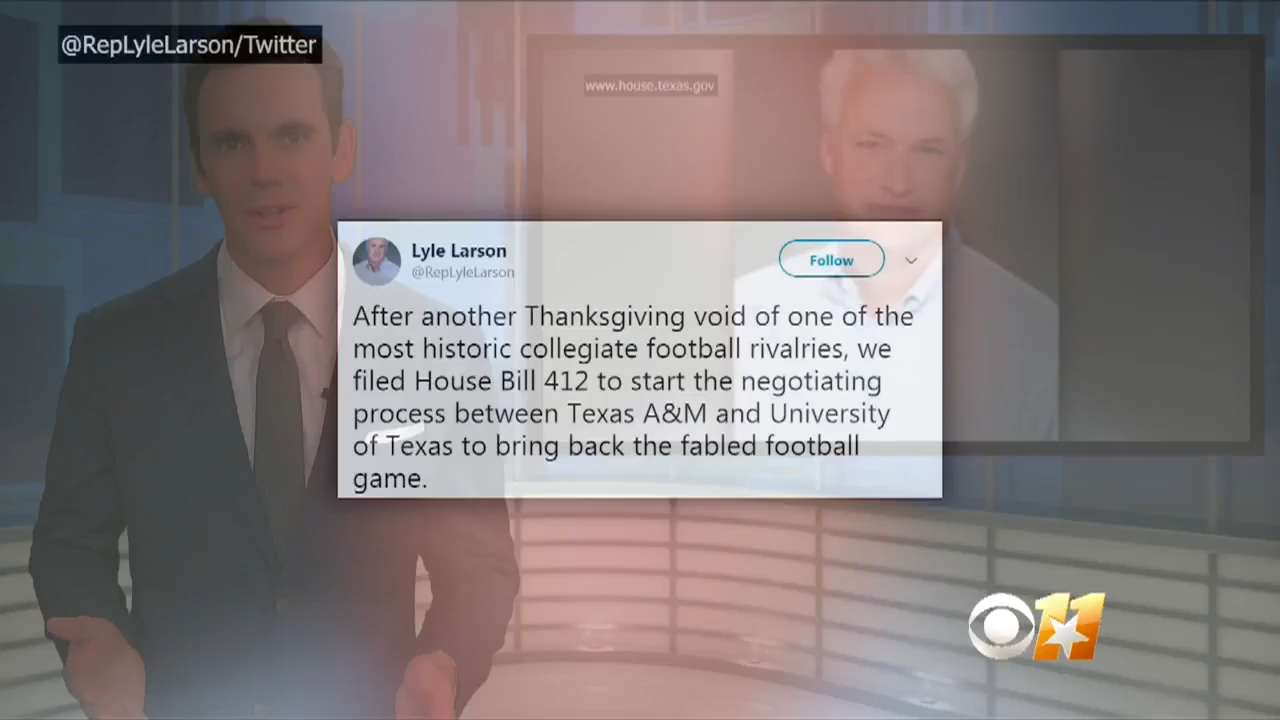 @RepLyleLarson/Twitter
www.house.texas.gov
Lyle Larson
@RepLyleLarson
Follow
After another Thanksgiving void of one of the
most historic collegiate football rivalries, we
filed House Bill 412 to start the negotiating
process between Texas A&M and University
of Texas to bring back the fabled football
game.
11